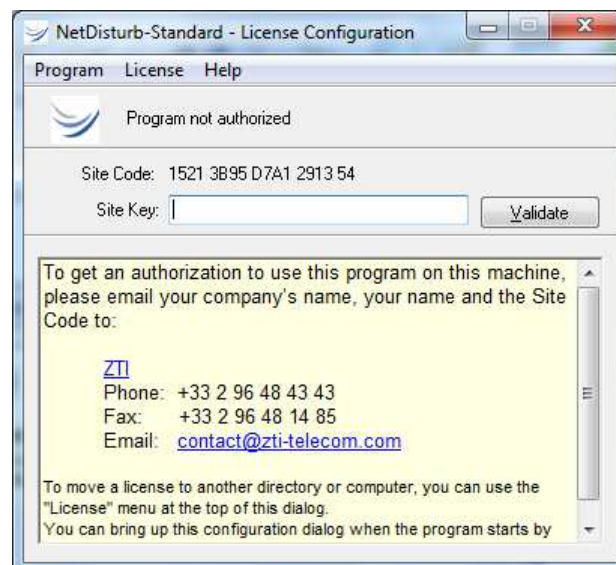 NetDisturb-Standard - License Configuration
Program License Help
Program not authorized
Site Code: 1521 3B95 D7A1 2913 54
Site Key:
Validate
To get an authorization to use this program on this machine,
please email your company's name, your name and the Site
Code to:
ZTI
Phone: +33 2 96 48 43 43
Fax: +33 2 96 48 14 85
Email: contact@zti-telecom.com
To move a license to another directory or computer, you can use the
"License" menu at the top of this dialog.
You can bring up this configuration dialog when the program starts by